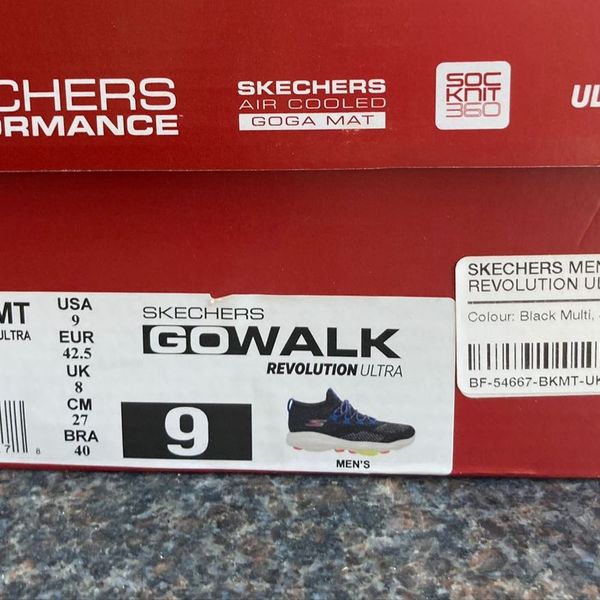 CHERS
ORMANCE
SKECHERS
AIR COOLED
GOGA MAT
SOC
KNIT
360
UL
MT
ULTRA
USA
9
EUR
42.5
UK
8
CM
27
BRA
40
7 8
SKECHERS
GOWALK
REVOLUTION ULTRA
9
MEN'S
SKECHERS MEN
REVOLUTION UL
Colour: Black Multi,
BF-54667-BKMT-UK